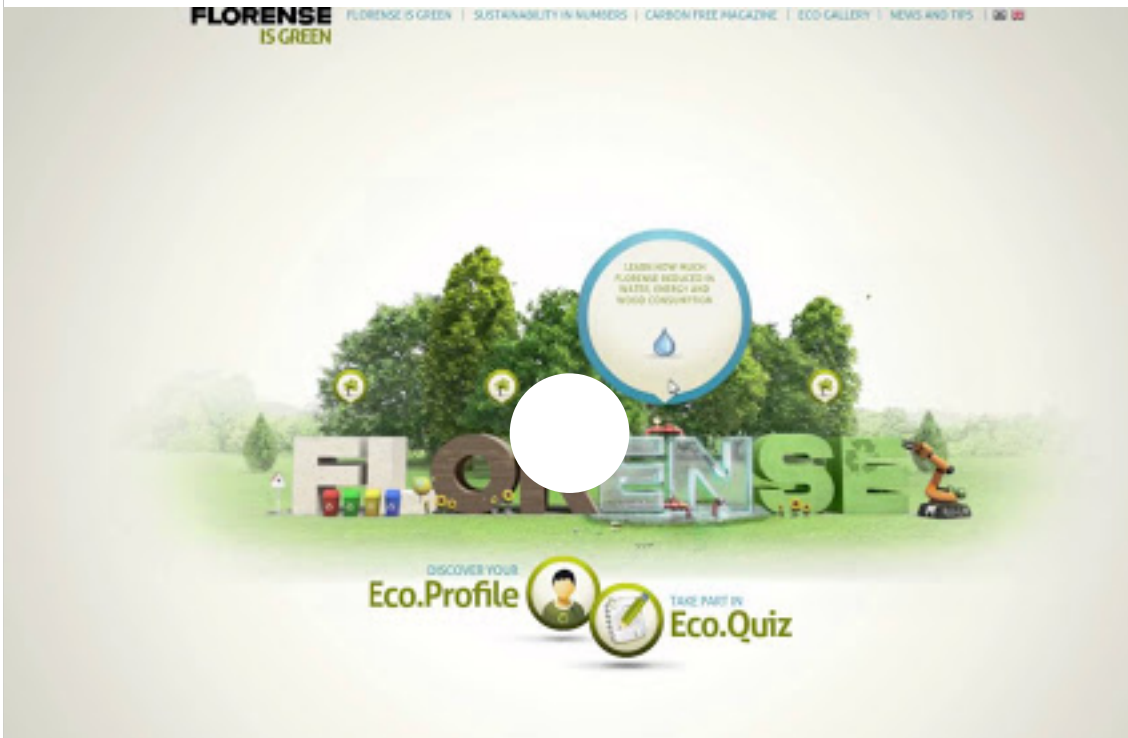 FLORENSE
IS GREEN
FLORENSE IS GREEN | SUSTAINABILITY IN NUMBERS | CARBON FREE MAGAZINE | ECO GALLERY | NEWS AND TIPS
LEARN HOW MUCH
FLORENSE REDUCED IN
WATER, ENERGY AND
WOOD CONSUMPTION
FLORENSE
DISCOVER YOUR
Eco.Profile
TAKE PART IN
Eco.Quiz